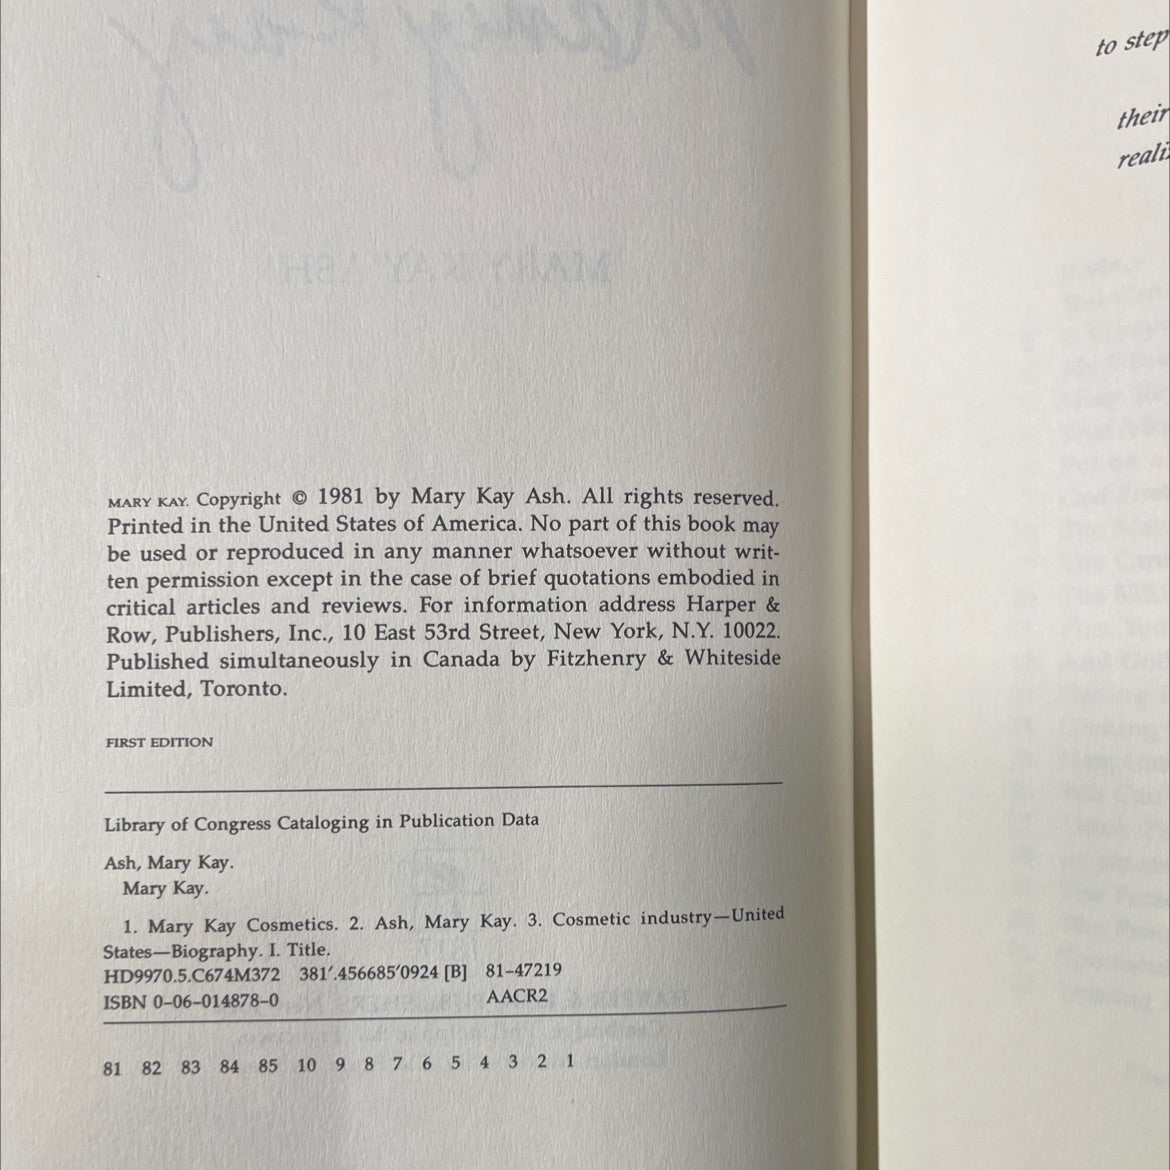 MARY KAY. Copyright © 1981 by Mary Kay Ash. All rights reserved.
Printed in the United States of America. No part of this book may
be used or reproduced in any manner whatsoever without writ-
ten permission except in the case of brief quotations embodied in
critical articles and reviews. For information address Harper &
Row, Publishers, Inc., 10 East 53rd Street, New York, N.Y. 10022.
Published simultaneously in Canada by Fitzhenry & Whiteside
Limited, Toronto.
FIRST EDITION
Library of Congress Cataloging in Publication Data
Ash, Mary Kay.
Mary Kay.
1. Mary Kay Cosmetics. 2. Ash, Mary Kay. 3. Cosmetic industry—United
States—Biography. I. Title.
HD9970.5.C674M372 381′.456685′0924 [B] 81–47219
ISBN 0–06–014878–0 AACR2
81 82 83 84 85 10 9 8 7 6 5 4 3 2 1
to step
their